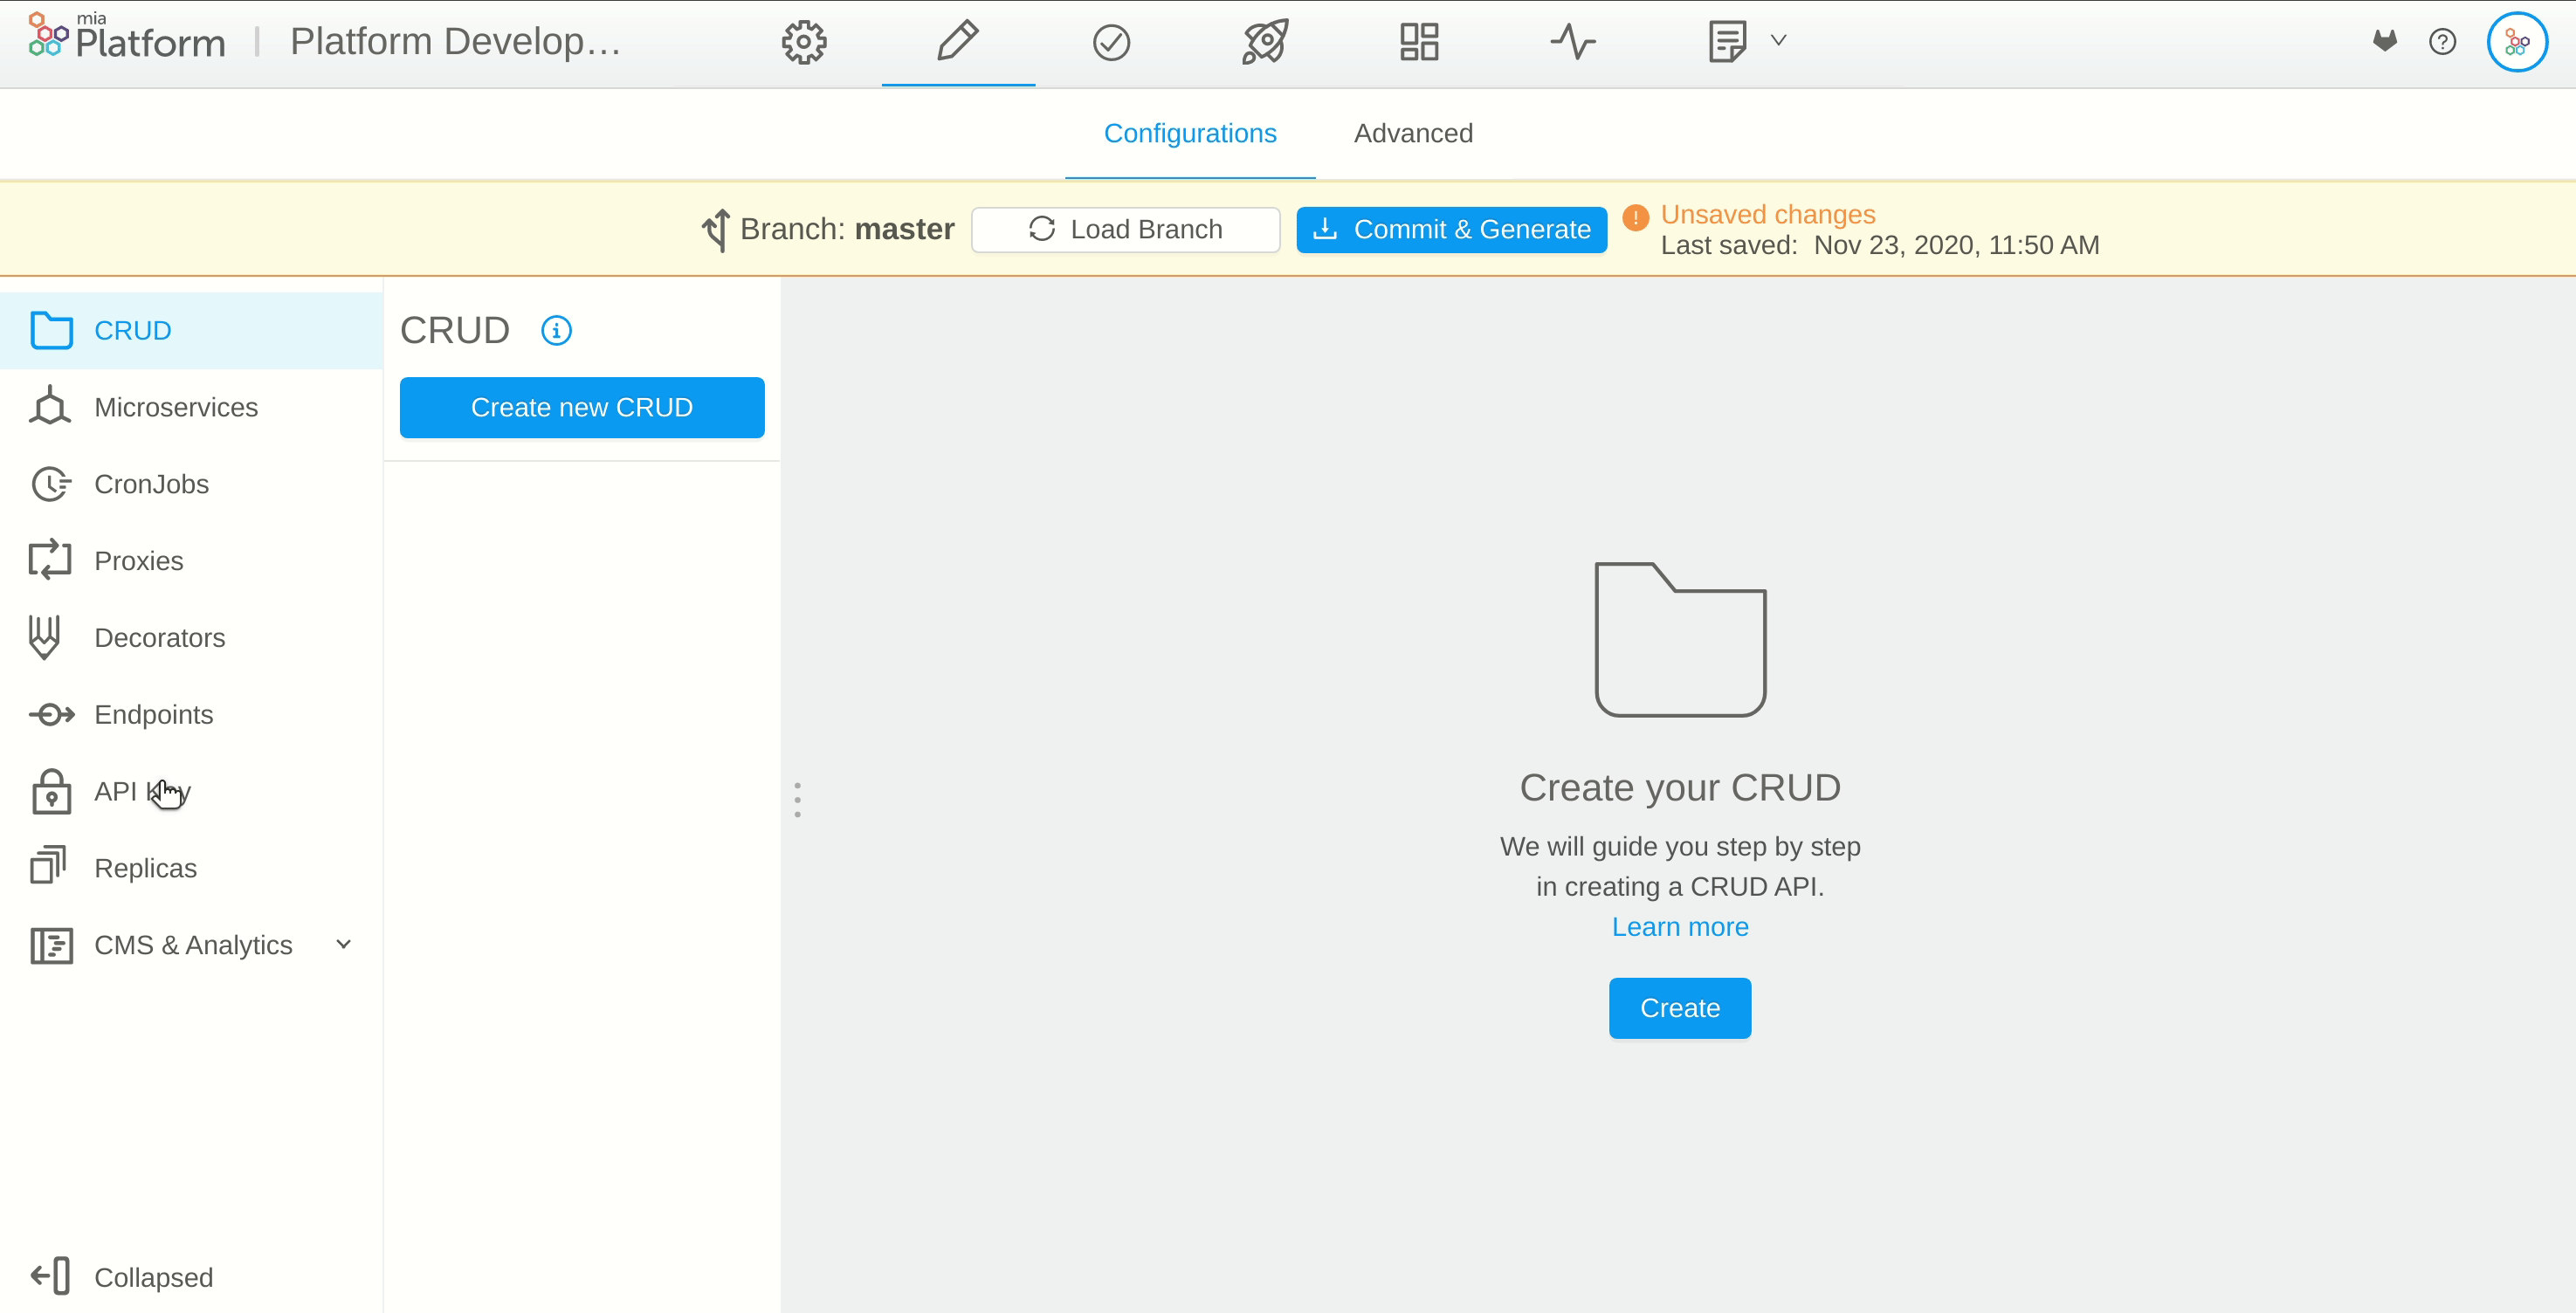 mia
Platform
Platform Develop...
Configurations
Advanced
Branch: master
Load Branch
Commit & Generate
Unsaved changes
Last saved: Nov 23, 2020, 11:50 AM
CRUD
Microservices
CronJobs
Proxies
Decorators
Endpoints
API Key
Replicas
CMS & Analytics
Collapsed
CRUD
Create new CRUD
Create your CRUD
We will guide you step by step
in creating a CRUD API.
Learn more
Create